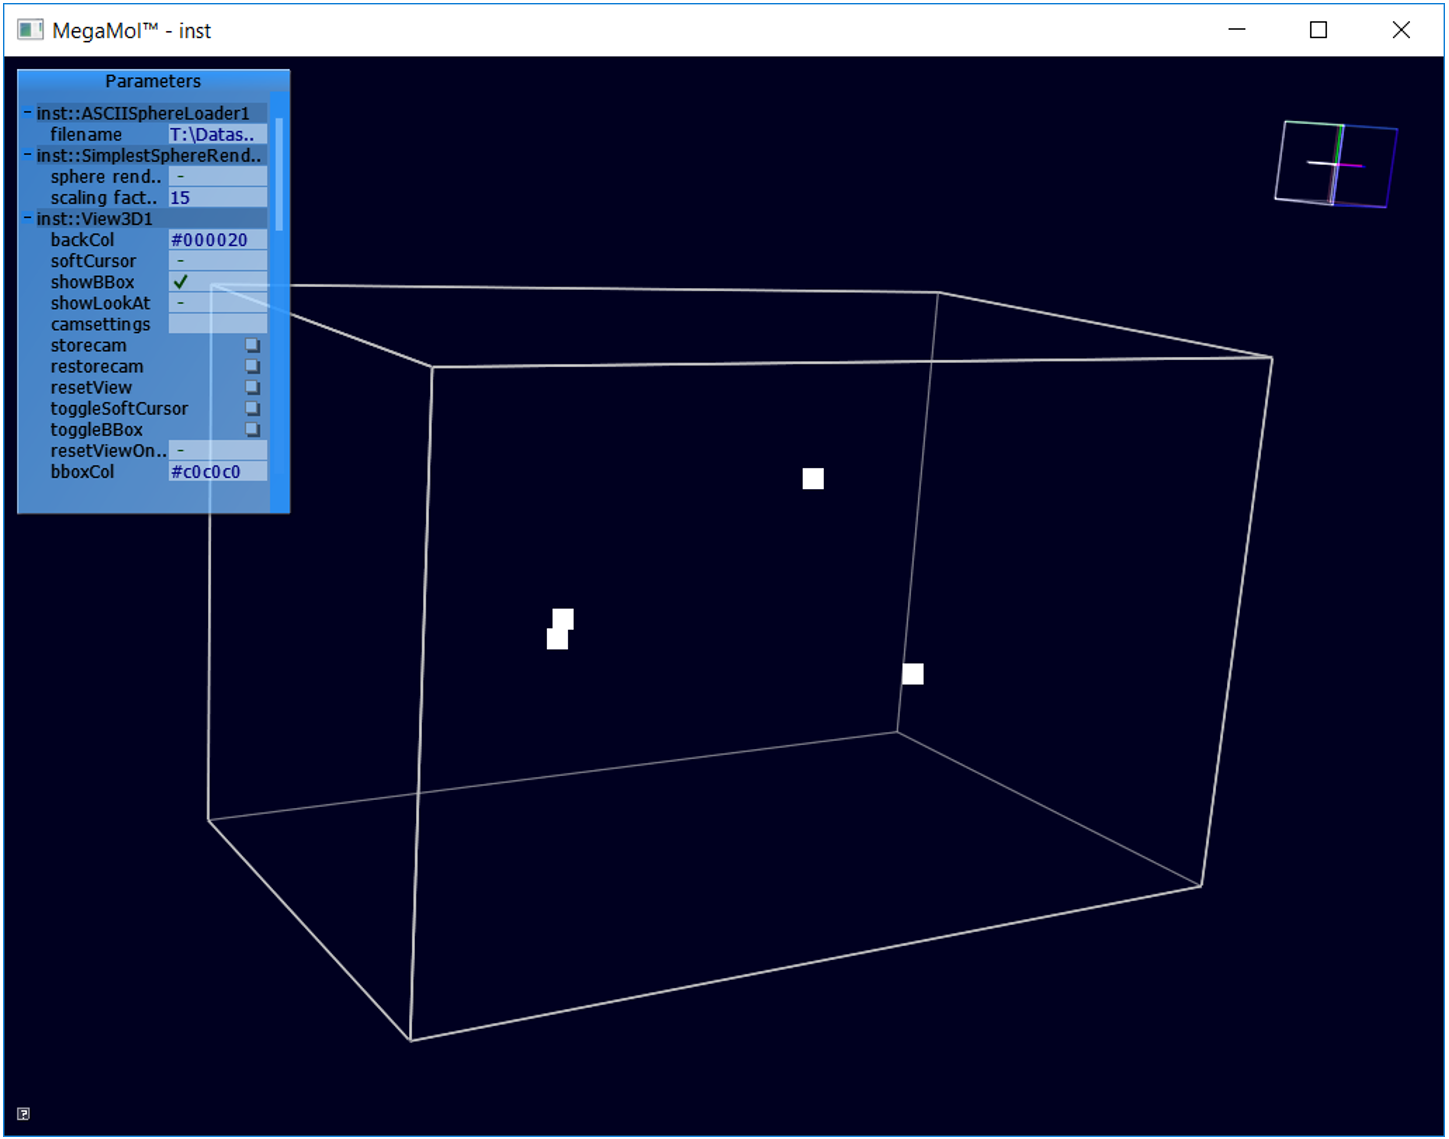 MegaMol™ - inst
Parameters
inst::ASCIISphereLoader1
filename T:\Datas..
inst::SimplestSphereRend..
sphere rend.. -
scaling fact.. 15
inst::View3D1
backCol #000020
softCursor -
showBBox
showLookAt -
camsettings
storecam
restorecam
resetView
toggleSoftCursor
toggleBBox
resetViewOn.. -
bboxCol #c0c0c0
?